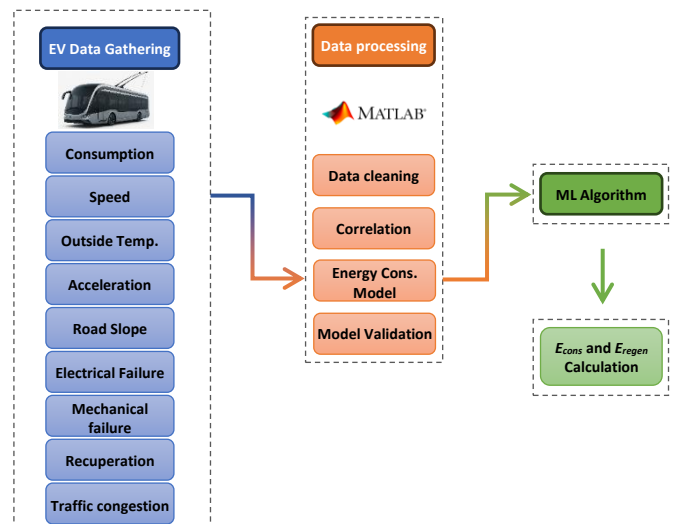 EV Data Gathering
Consumption
Speed
Outside Temp.
Acceleration
Road Slope
Electrical Failure
Mechanical
failure
Recuperation
Traffic congestion
Data processing
MATLAB®
Data cleaning
Correlation
Energy Cons.
Model
Model Validation
ML Algorithm
Econs and Eregen
Calculation